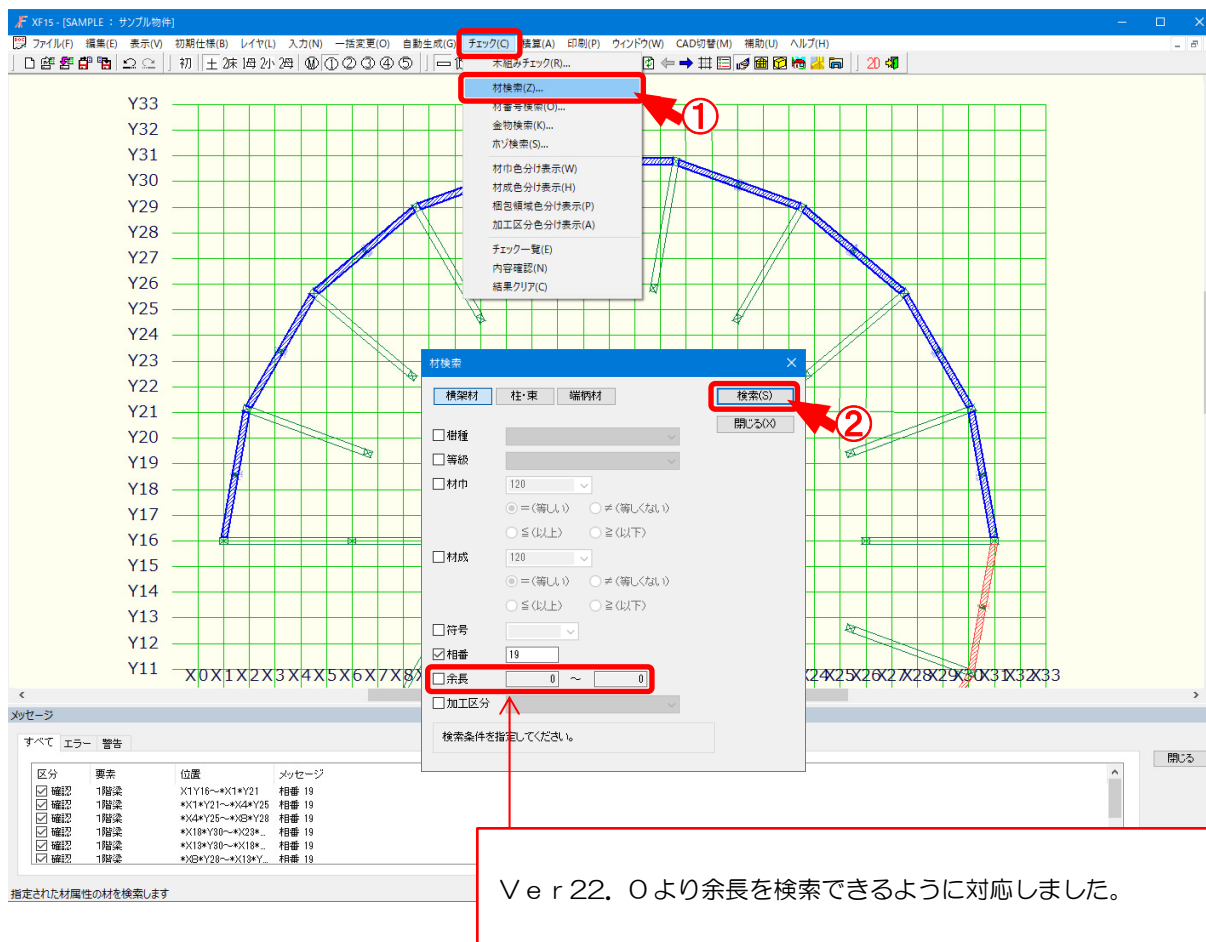 XF15 - [SAMPLE : サンプル物件]
ファイル(F) 編集(E) 表示(V) 初期仕様(B) レイヤ(L) 入力(N) 一括変更(O) 自動生成(G) チェック(C) 積算(A) 印刷(P) ウィンドウ(W) CAD切替(M) 補助(U) ヘルプ(H)
初 土 2床 1母 2小 2母 Ⓜ ① ② ③ ④ ⑤ 2D
木組みチェック(R)...
材検索(Z)...
材番号検索(O)...
金物検索(K)...
ホゾ検索(S)...
材巾色分け表示(W)
材成色分け表示(H)
梱包領域色分け表示(P)
加工区分色分け表示(A)
チェック一覧(E)
内容確認(N)
結果クリア(C)
①
Y33
Y32
Y31
Y30
Y29
Y28
Y27
Y26
Y25
Y24
Y23
Y22
Y21
Y20
Y19
Y18
Y17
Y16
Y15
Y14
Y13
Y12
Y11
X0X1X2X3X4X5X6X7X8 X24X25X26X27X28X29X30X31X32X33
材検索
横架材 柱・束 端柄材 検索(S)
②
閉じる(X)
樹種
等級
材巾 120
=(等しい) ≠(等しくない)
≦(以上) ≧(以下)
材成 120
=(等しい) ≠(等しくない)
≦(以上) ≧(以下)
符号
相番 19
余長 0 ～ 0
加工区分
検索条件を指定してください。
メッセージ
すべて エラー 警告
閉じる
区分 要素 位置 メッセージ
確認 1階梁 X1Y16～*X1*Y21 相番 19
確認 1階梁 *X1*Y21～*X4*Y25 相番 19
確認 1階梁 *X4*Y25～*X8*Y28 相番 19
確認 1階梁 *X18*Y30～*X23*... 相番 19
確認 1階梁 *X13*Y30～*X18*... 相番 19
確認 1階梁 *X8*Y28～*X13*Y... 相番 19
指定された材属性の材を検索します
Ｖｅｒ22．０より余長を検索できるように対応しました。